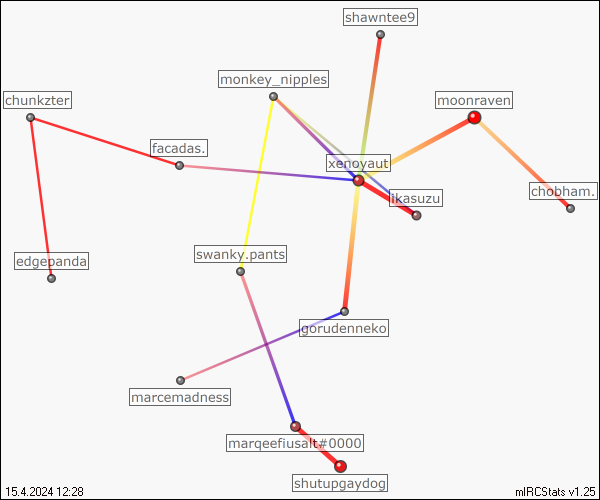 shawntee9
monkey_nipples
chunkzter
moonraven
facadas.
xenoyaut
ikasuzu
chobham.
edgepanda
swanky.pants
gorudenneko
marcemadness
marqeefiusalt#0000
shutupgaydog
15.4.2024 12:28
mIRCStats v1.25